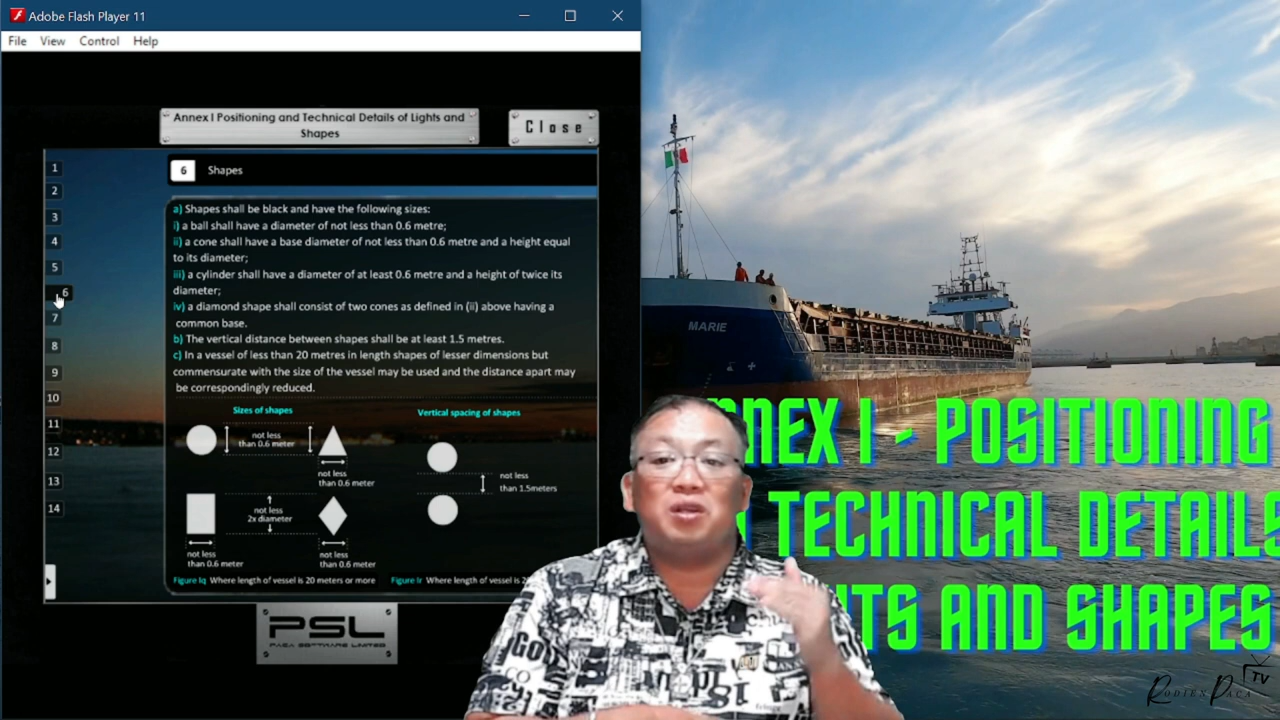 Adobe Flash Player 11
File View Control Help
Annex I Positioning and Technical Details of Lights and
Shapes
Close
1
2
3
4
5
6
7
8
9
10
11
12
13
14
6 Shapes
a) Shapes shall be black and have the following sizes:
i) a ball shall have a diameter of not less than 0.6 metre;
ii) a cone shall have a base diameter of not less than 0.6 metre and a height equal
to its diameter;
iii) a cylinder shall have a diameter of at least 0.6 metre and a height of twice its
diameter;
iv) a diamond shape shall consist of two cones as defined in (ii) above having a
common base.
b) The vertical distance between shapes shall be at least 1.5 metres.
c) In a vessel of less than 20 metres in length shapes of lesser dimensions but
commensurate with the size of the vessel may be used and the distance apart may
be correspondingly reduced.
Sizes of shapes
Vertical spacing of shapes
not less
than 0.6 meter
not less
than 0.6 meter
not less
than 1.5meters
not less
2x diameter
not less
than 0.6 meter
not less
than 0.6 meter
Figure Iq Where length of vessel is 20 meters or more
Figure Ir Where length of vessel is
PSL
PACA SOFTWARE LIMITED
MARIE
NNEX I - POSITIONING
TECHNICAL DETAILS
HTS AND SHAPES
RODIEN PACA TV